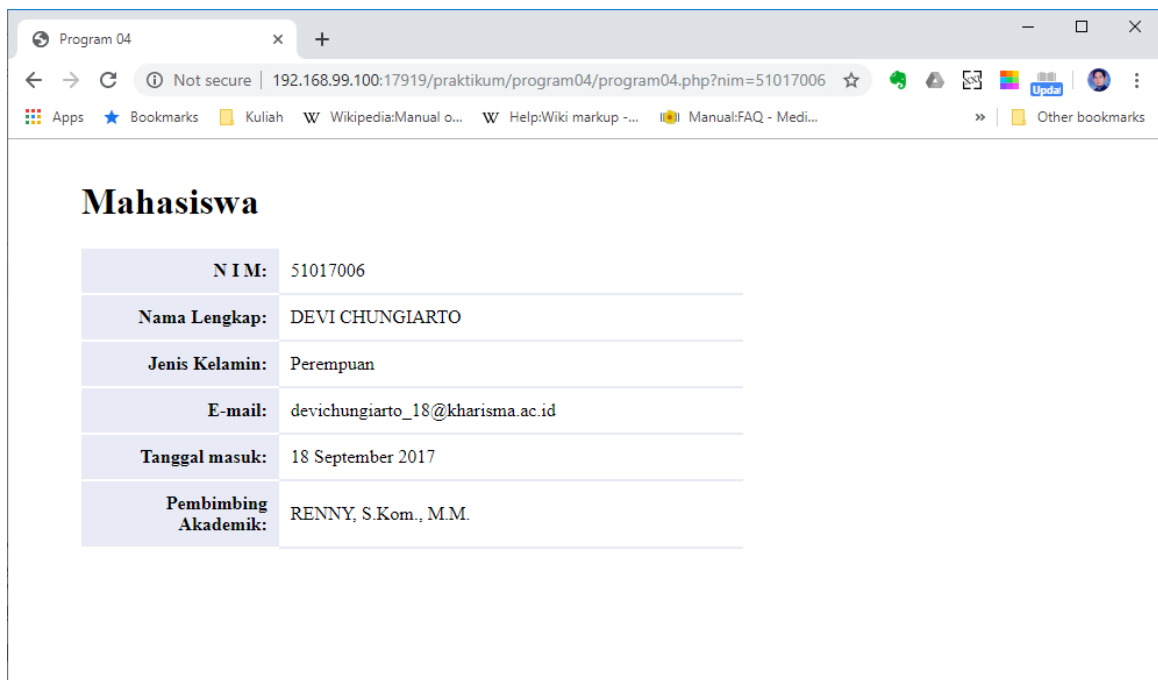 Program 04
Not secure | 192.168.99.100:17919/praktikum/program04/program04.php?nim=51017006
Apps Bookmarks Kuliah W Wikipedia:Manual o... W Help:Wiki markup -... Manual:FAQ - Medi... » Other bookmarks
Mahasiswa
N I M: 51017006
Nama Lengkap: DEVI CHUNGIARTO
Jenis Kelamin: Perempuan
E-mail: devichungiarto_18@kharisma.ac.id
Tanggal masuk: 18 September 2017
Pembimbing
Akademik: RENNY, S.Kom., M.M.